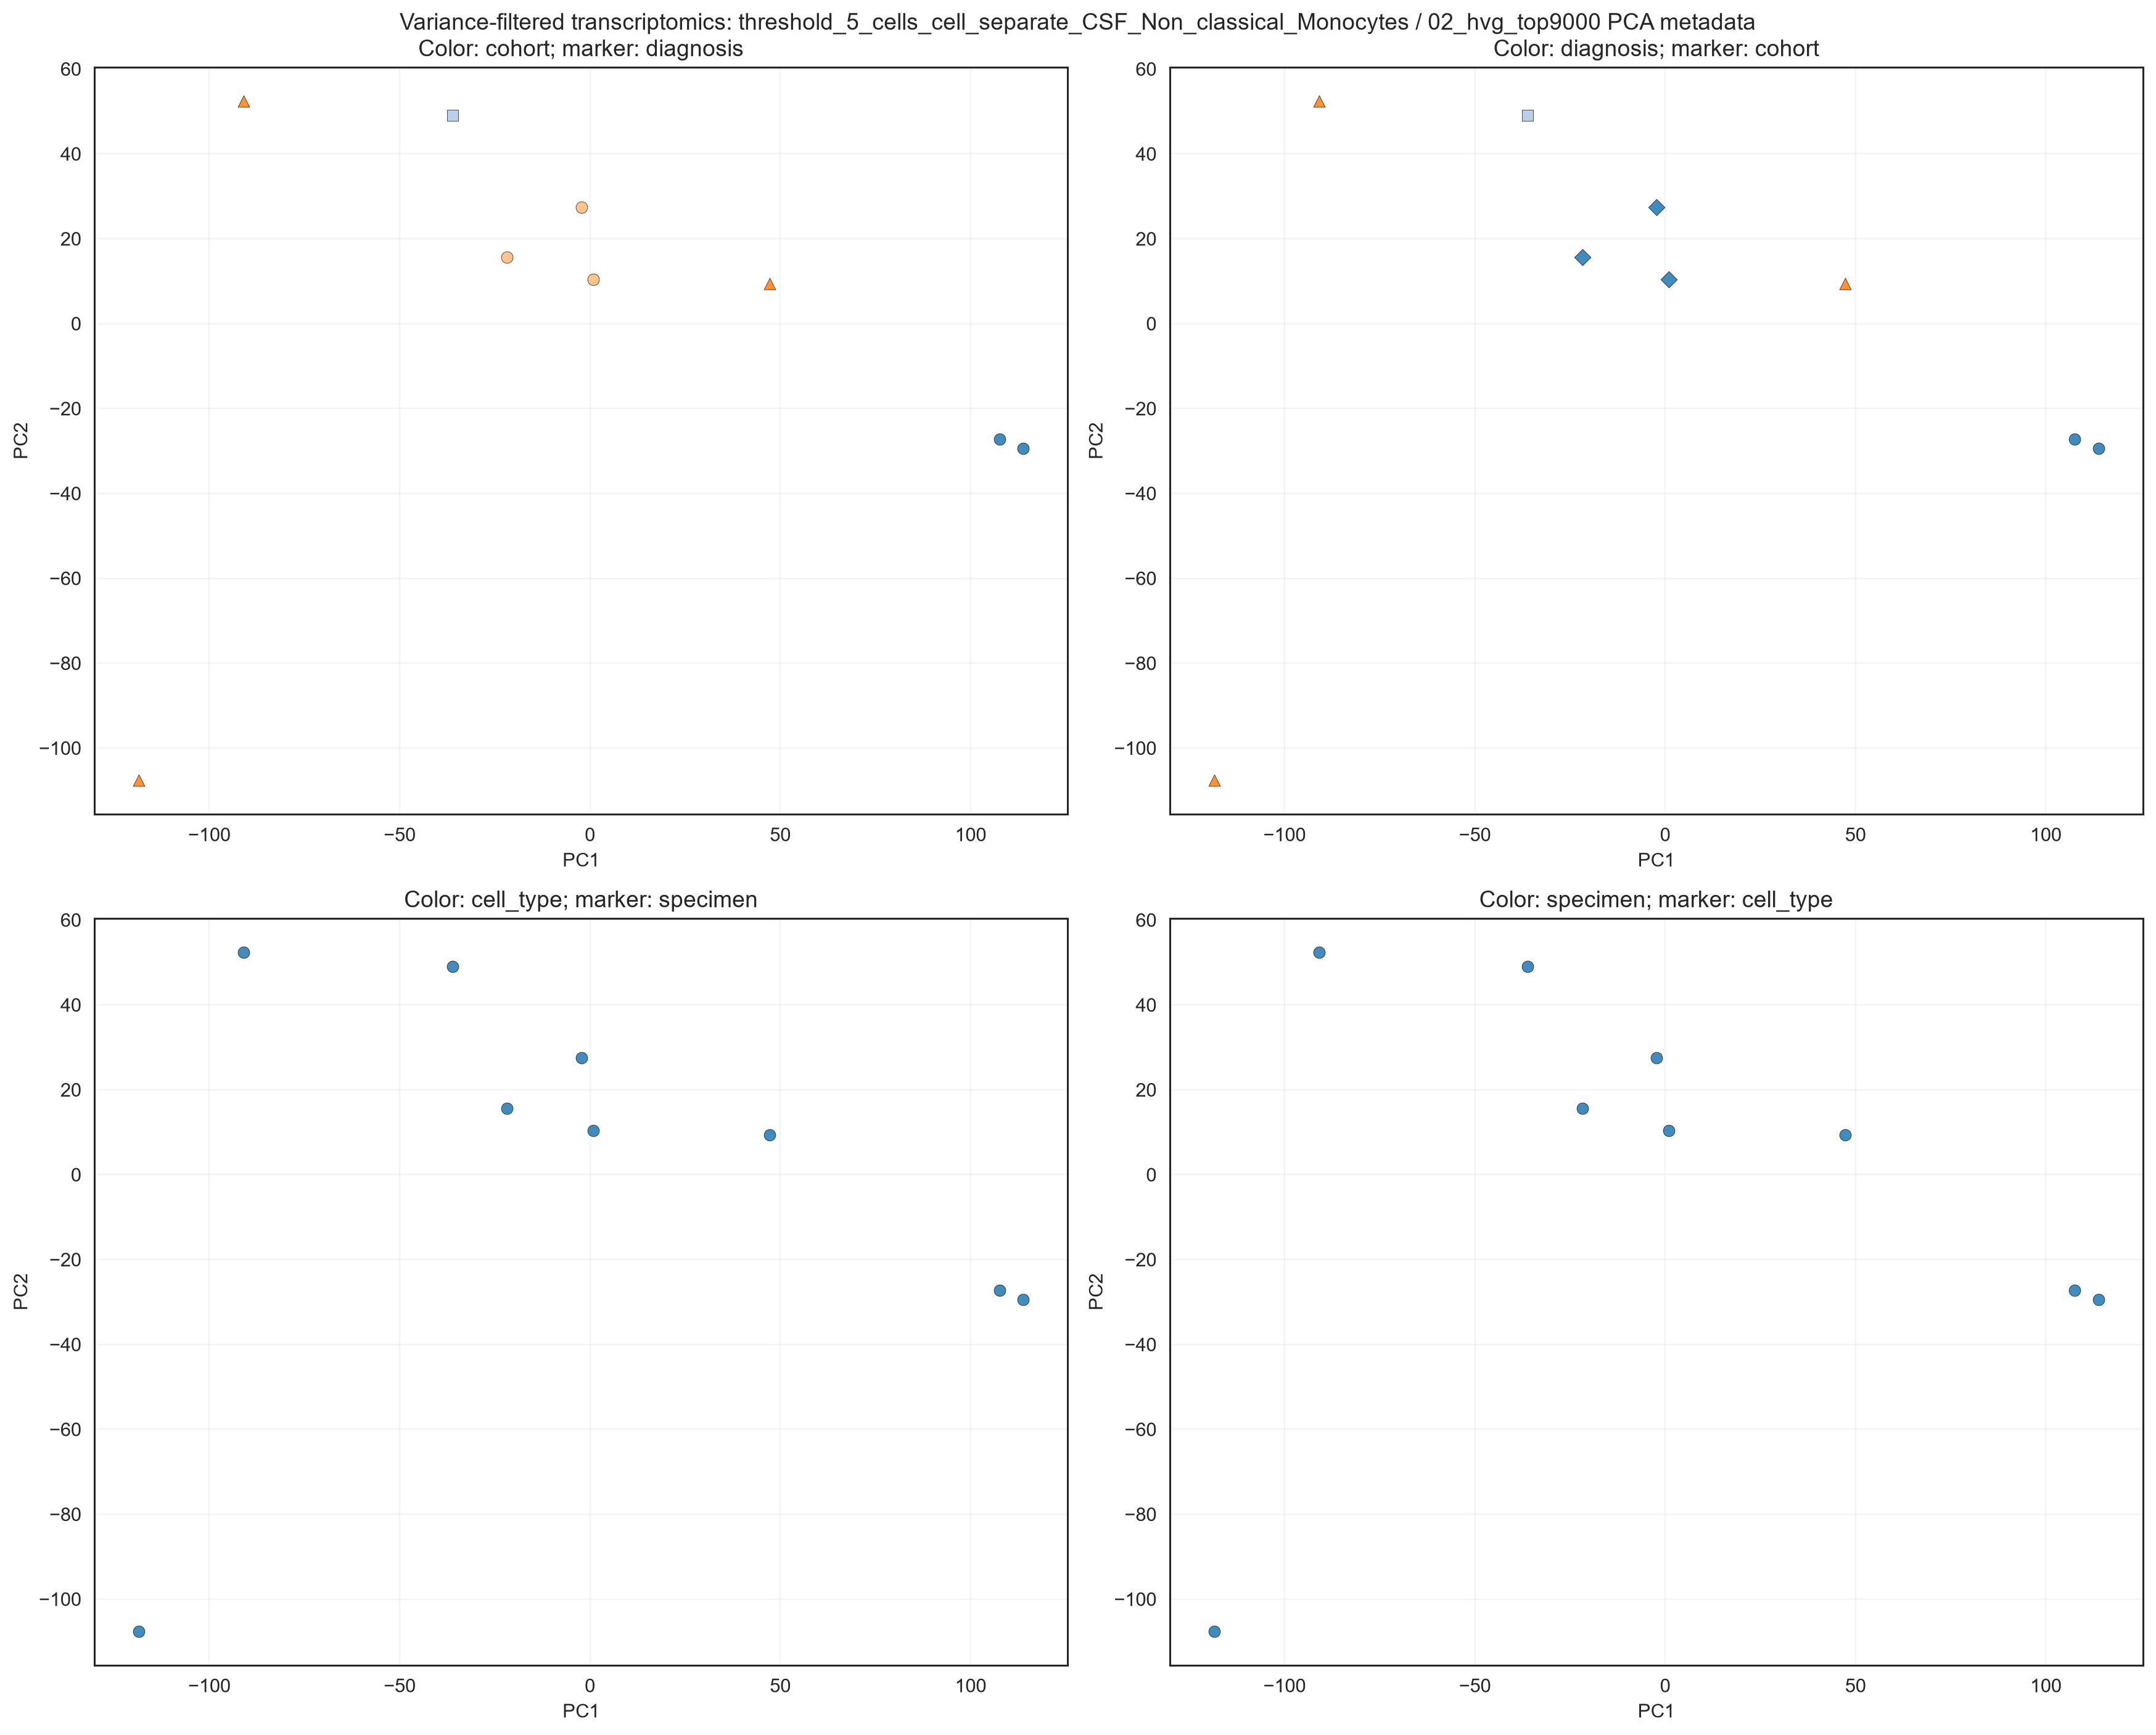 Variance-filtered transcriptomics: threshold_5_cells_cell_separate_CSF_Non_classical_Monocytes / 02_hvg_top9000 PCA metadata
Color: cohort; marker: diagnosis
60
40
20
0
−20
−40
−60
−80
−100
PC2
−100 −50 0 50 100
PC1
Color: diagnosis; marker: cohort
60
40
20
0
−20
−40
−60
−80
−100
PC2
−100 −50 0 50 100
PC1
Color: cell_type; marker: specimen
60
40
20
0
−20
−40
−60
−80
−100
PC2
−100 −50 0 50 100
PC1
Color: specimen; marker: cell_type
60
40
20
0
−20
−40
−60
−80
−100
PC2
−100 −50 0 50 100
PC1